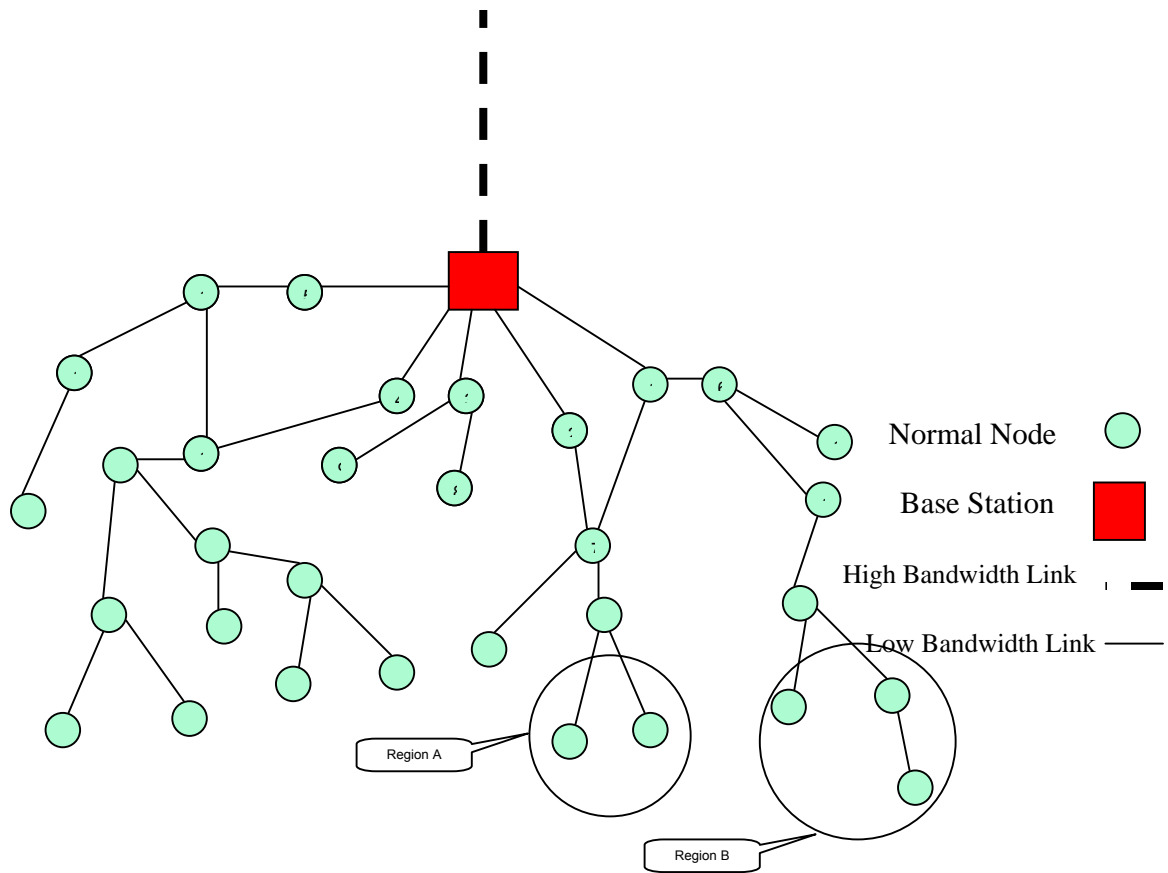 Normal Node
Base Station
High Bandwidth Link
Low Bandwidth Link
Region A
Region B